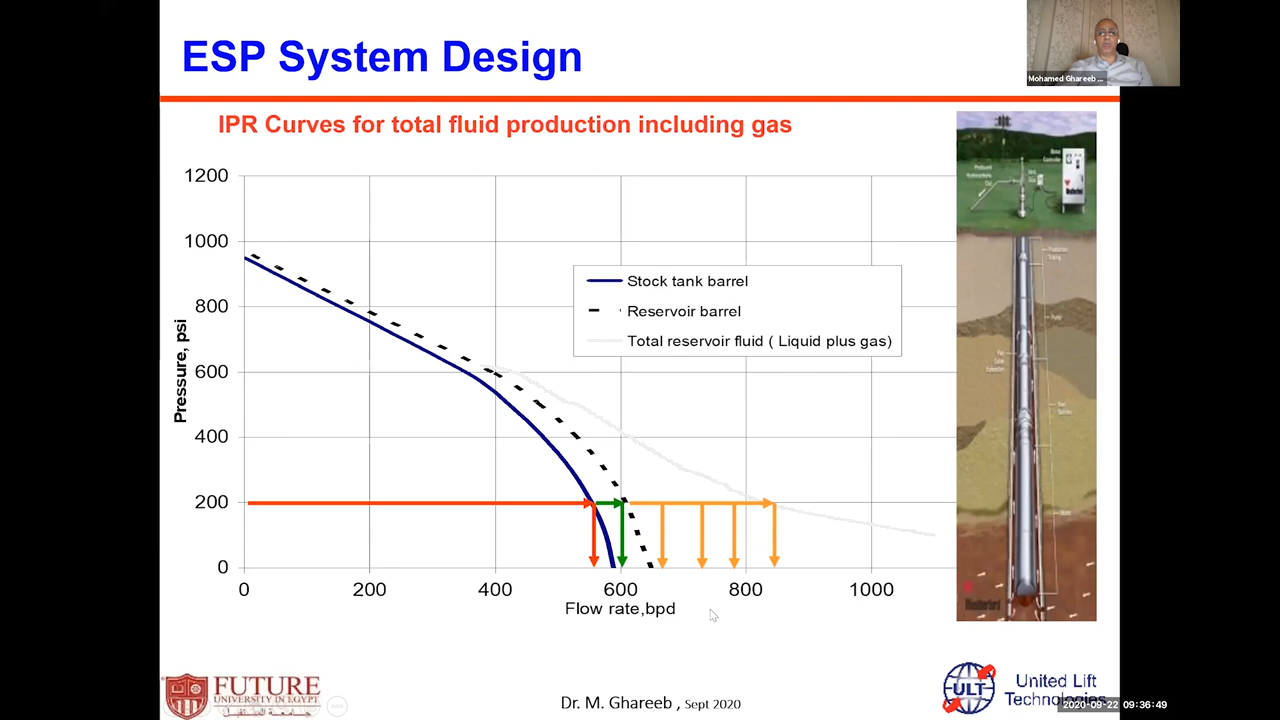 ESP System Design
Mohamed Ghareeb ...
IPR Curves for total fluid production including gas
1200
1000
800
600
400
200
0
Pressure, psi
Stock tank barrel
Reservoir barrel
Total reservoir fluid ( Liquid plus gas)
0 200 400 600 800 1000
Flow rate,bpd
FUTURE
UNIVERSITY IN EGYPT
Dr. M. Ghareeb , Sept 2020
ULT
United Lift
Technologies
2020-09-22 09:36:49